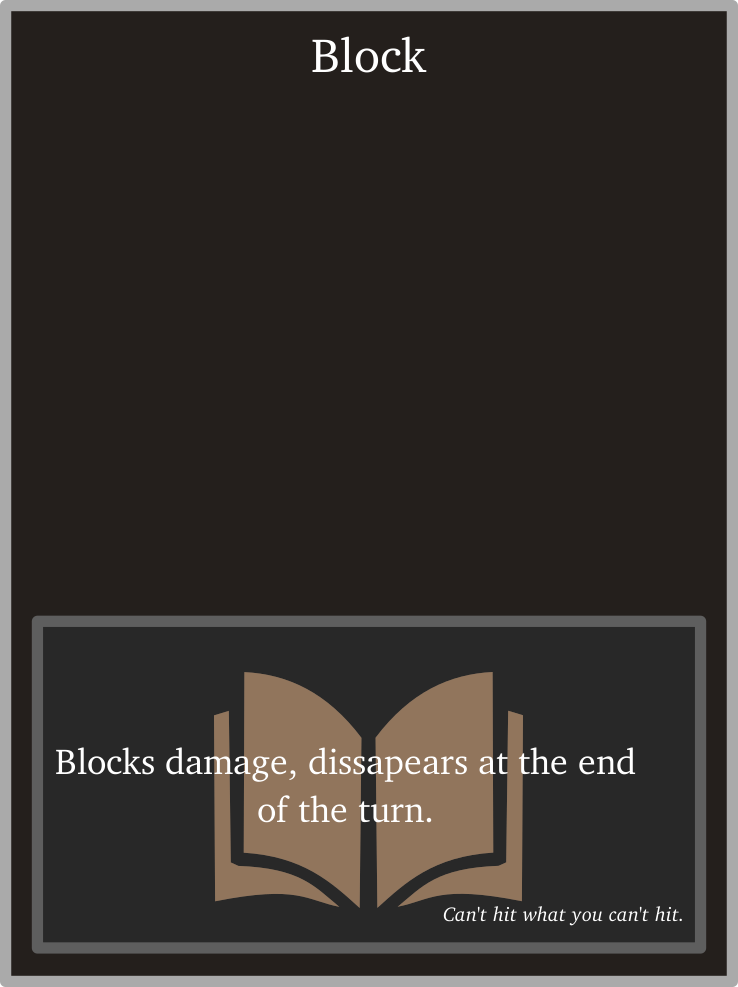 Block
Blocks damage, dissapears at the end
of the turn.
Can't hit what you can't hit.